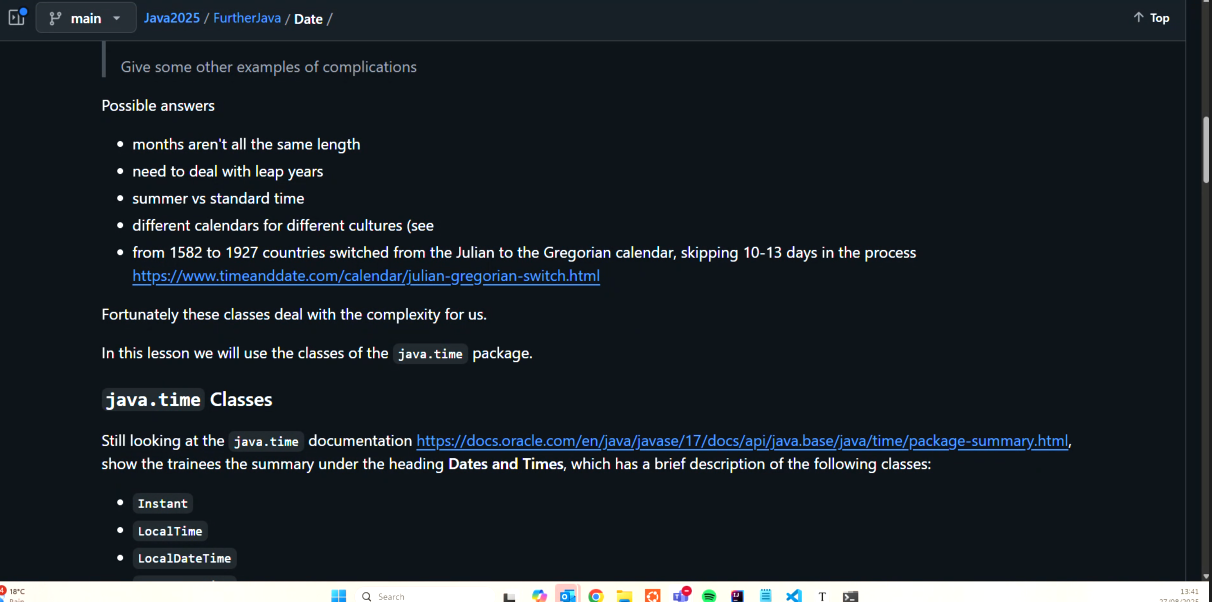 main
Java2025 / FurtherJava / Date /
Top
Give some other examples of complications
Possible answers
months aren't all the same length
need to deal with leap years
summer vs standard time
different calendars for different cultures (see
from 1582 to 1927 countries switched from the Julian to the Gregorian calendar, skipping 10-13 days in the process
https://www.timeanddate.com/calendar/julian-gregorian-switch.html
Fortunately these classes deal with the complexity for us.
In this lesson we will use the classes of the java.time package.
java.time Classes
Still looking at the java.time documentation https://docs.oracle.com/en/java/javase/17/docs/api/java.base/java/time/package-summary.html,
show the trainees the summary under the heading Dates and Times, which has a brief description of the following classes:
Instant
LocalTime
LocalDateTime
18°C
Search
13:41